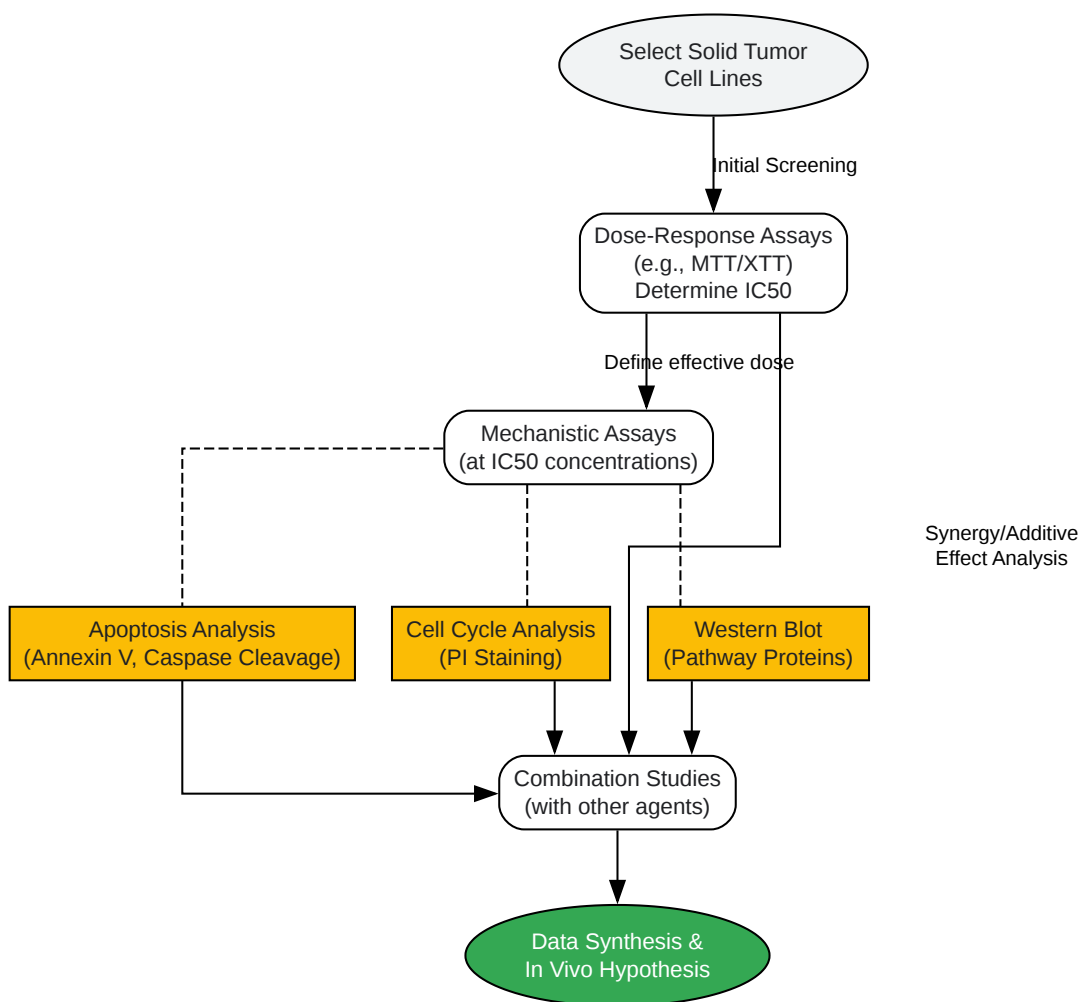 Select Solid Tumor
Cell Lines
Initial Screening
Dose-Response Assays
(e.g., MTT/XTT)
Determine IC50
Define effective dose
Mechanistic Assays
(at IC50 concentrations)
Synergy/Additive
Effect Analysis
Apoptosis Analysis
(Annexin V, Caspase Cleavage)
Cell Cycle Analysis
(PI Staining)
Western Blot
(Pathway Proteins)
Combination Studies
(with other agents)
Data Synthesis &
In Vivo Hypothesis